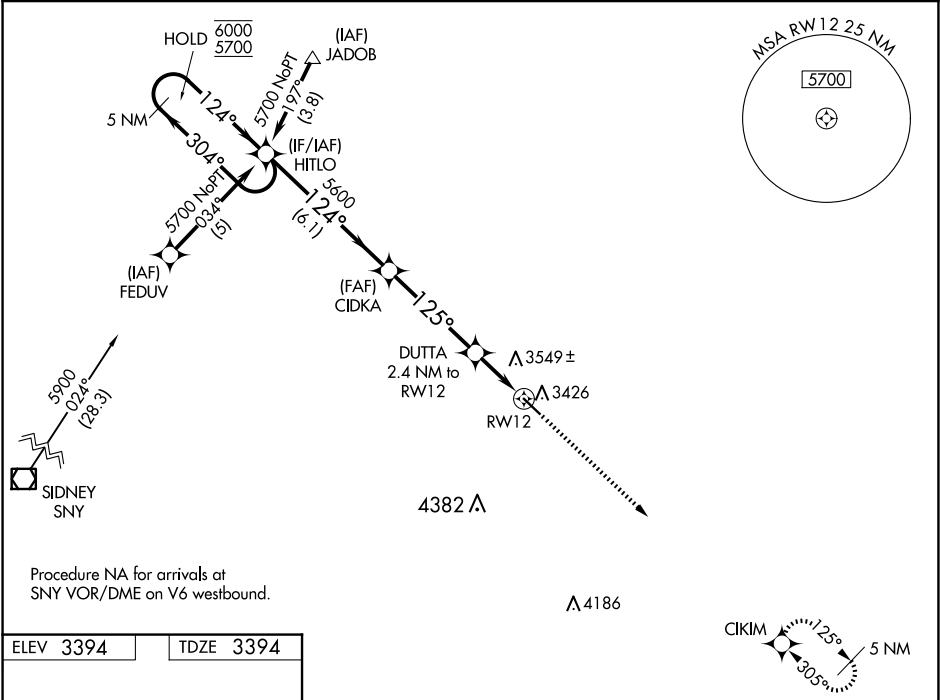 HOLD 6000
5700
(IAF)
JADOB
MSA RW12 25 NM
5700
5700 NoPT
197°
(3.8)
124°
5 NM
304°
(IF/IAF)
HITLO
5700 NoPT
034°
(5)
5600
124°
(6.1)
(IAF)
FEDUV
(FAF)
CIDKA
125°
DUTTA
2.4 NM to
RW12
3549±
3426
RW12
5900
024°
(28.3)
SIDNEY
SNY
4382
Procedure NA for arrivals at
SNY VOR/DME on V6 westbound.
4186
CIKIM
125°
305°
5 NM
ELEV 3394
TDZE 3394